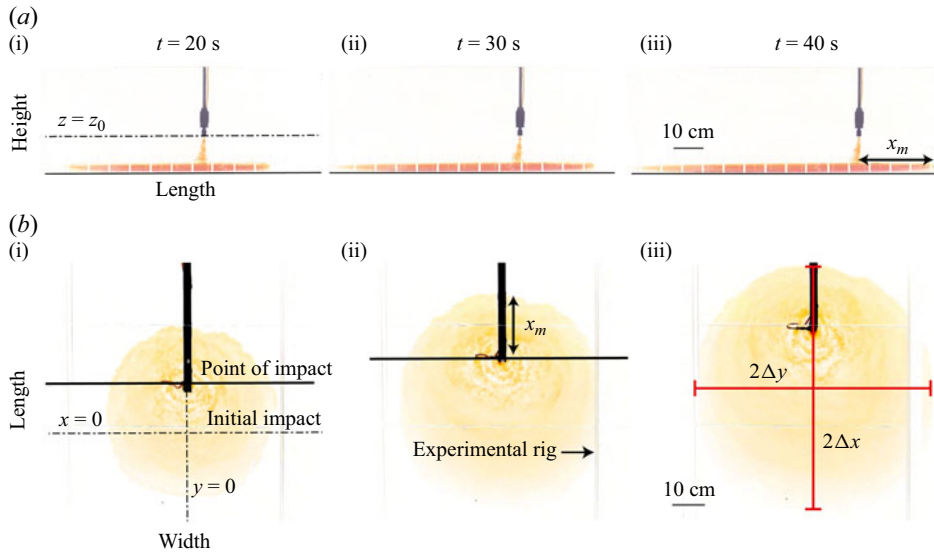 (a)
(i) t = 20 s
(ii) t = 30 s
(iii) t = 40 s
Height
z = z0
10 cm
xm
Length
(b)
(i)
(ii)
(iii)
Length
xm
Point of impact
x = 0
Initial impact
2Δy
Experimental rig
2Δx
y = 0
10 cm
Width